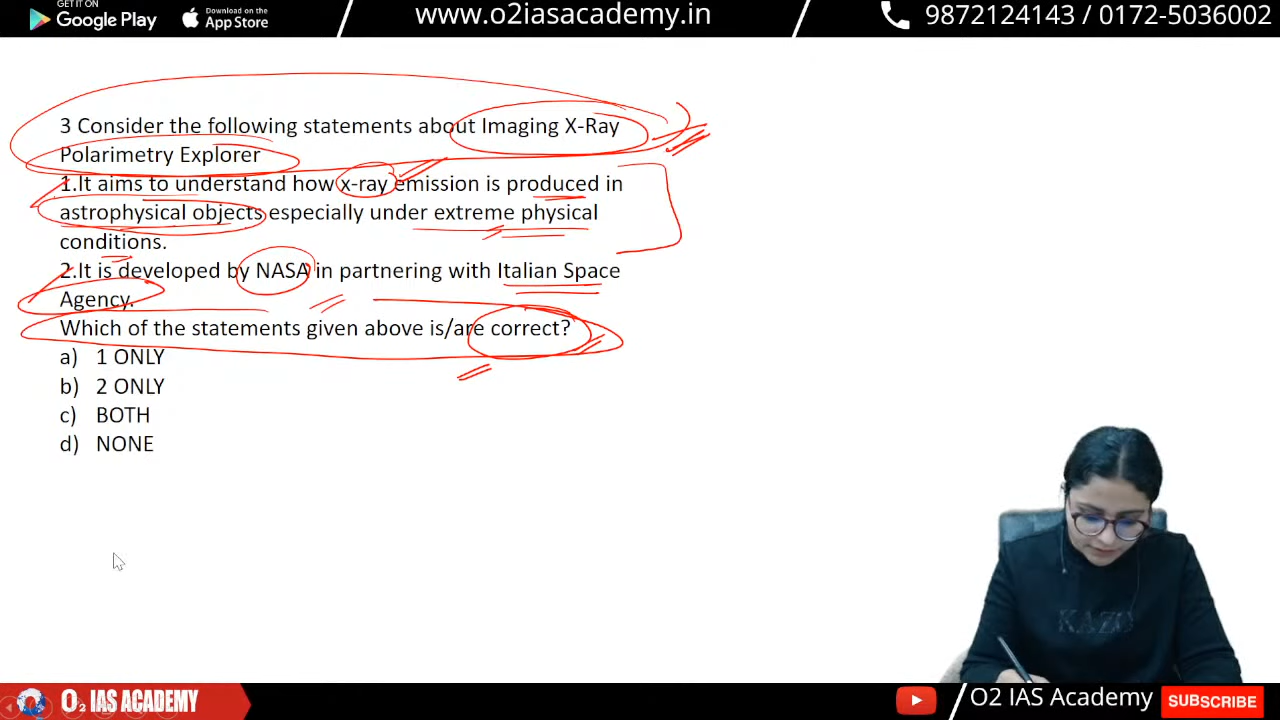 GET IT ON
Google Play
Download on the
App Store
www.o2iasacademy.in
9872124143 / 0172-5036002
3 Consider the following statements about Imaging X-Ray
Polarimetry Explorer
1.It aims to understand how x-ray emission is produced in
astrophysical objects especially under extreme physical
conditions.
2.It is developed by NASA in partnering with Italian Space
Agency.
Which of the statements given above is/are correct?
a) 1 ONLY
b) 2 ONLY
c) BOTH
d) NONE
KAZO
O2 IAS ACADEMY
O2 IAS Academy
SUBSCRIBE